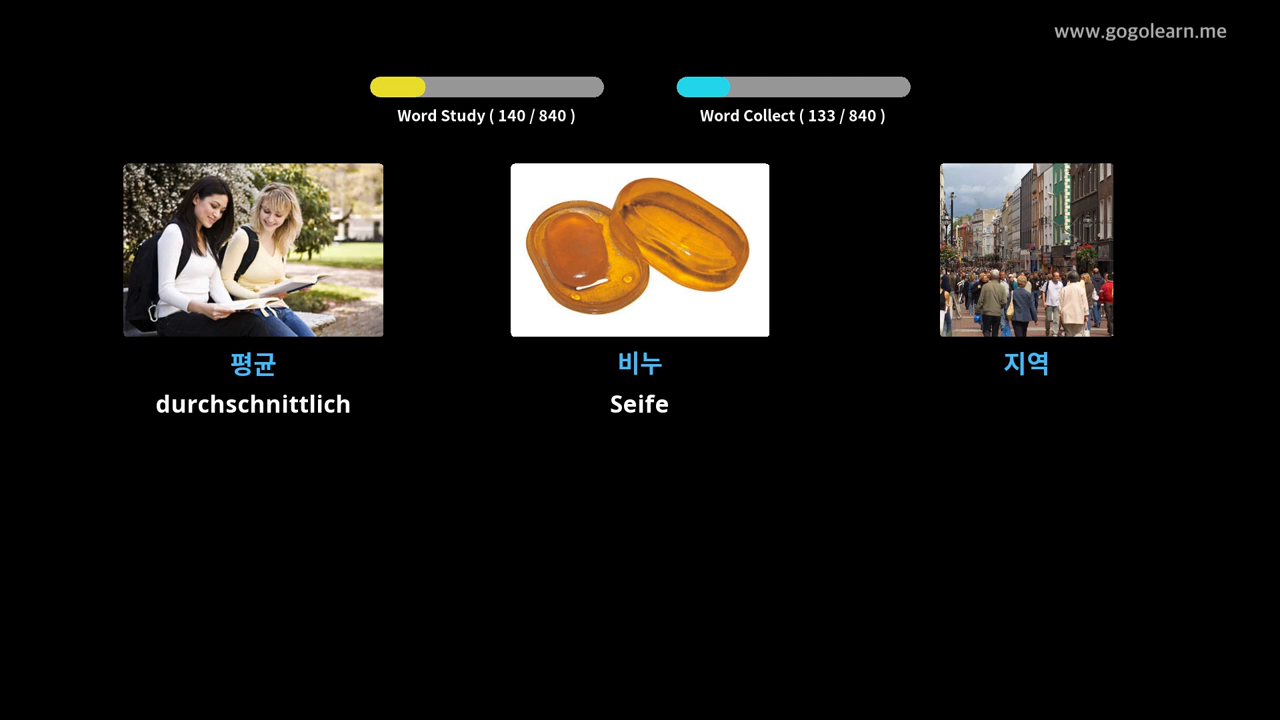 www.gogolearn.me
Word Study ( 140 / 840 )
Word Collect ( 133 / 840 )
평균
비누
지역
durchschnittlich
Seife